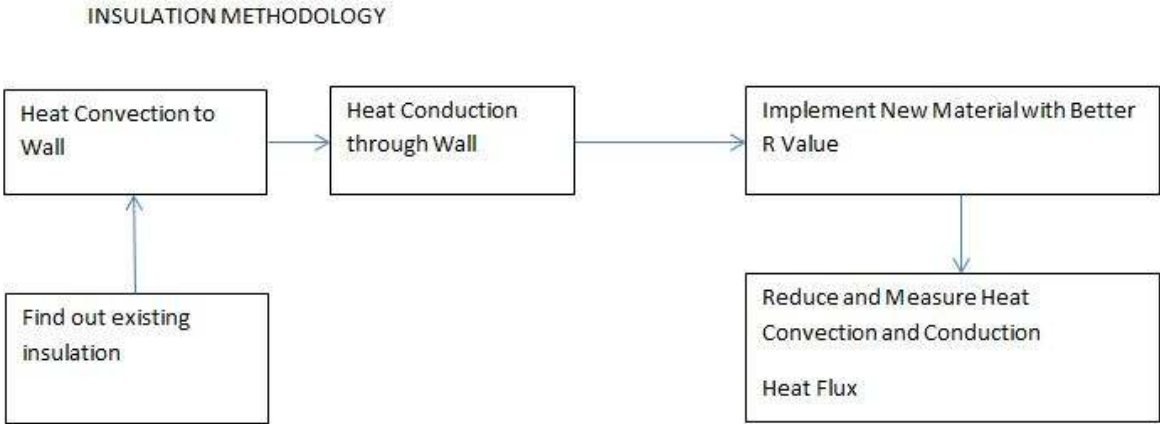 INSULATION METHODOLOGY
Heat Convection to
Wall
Heat Conduction
through Wall
Implement New Material with Better
R Value
Find out existing
insulation
Reduce and Measure Heat
Convection and Conduction
Heat Flux